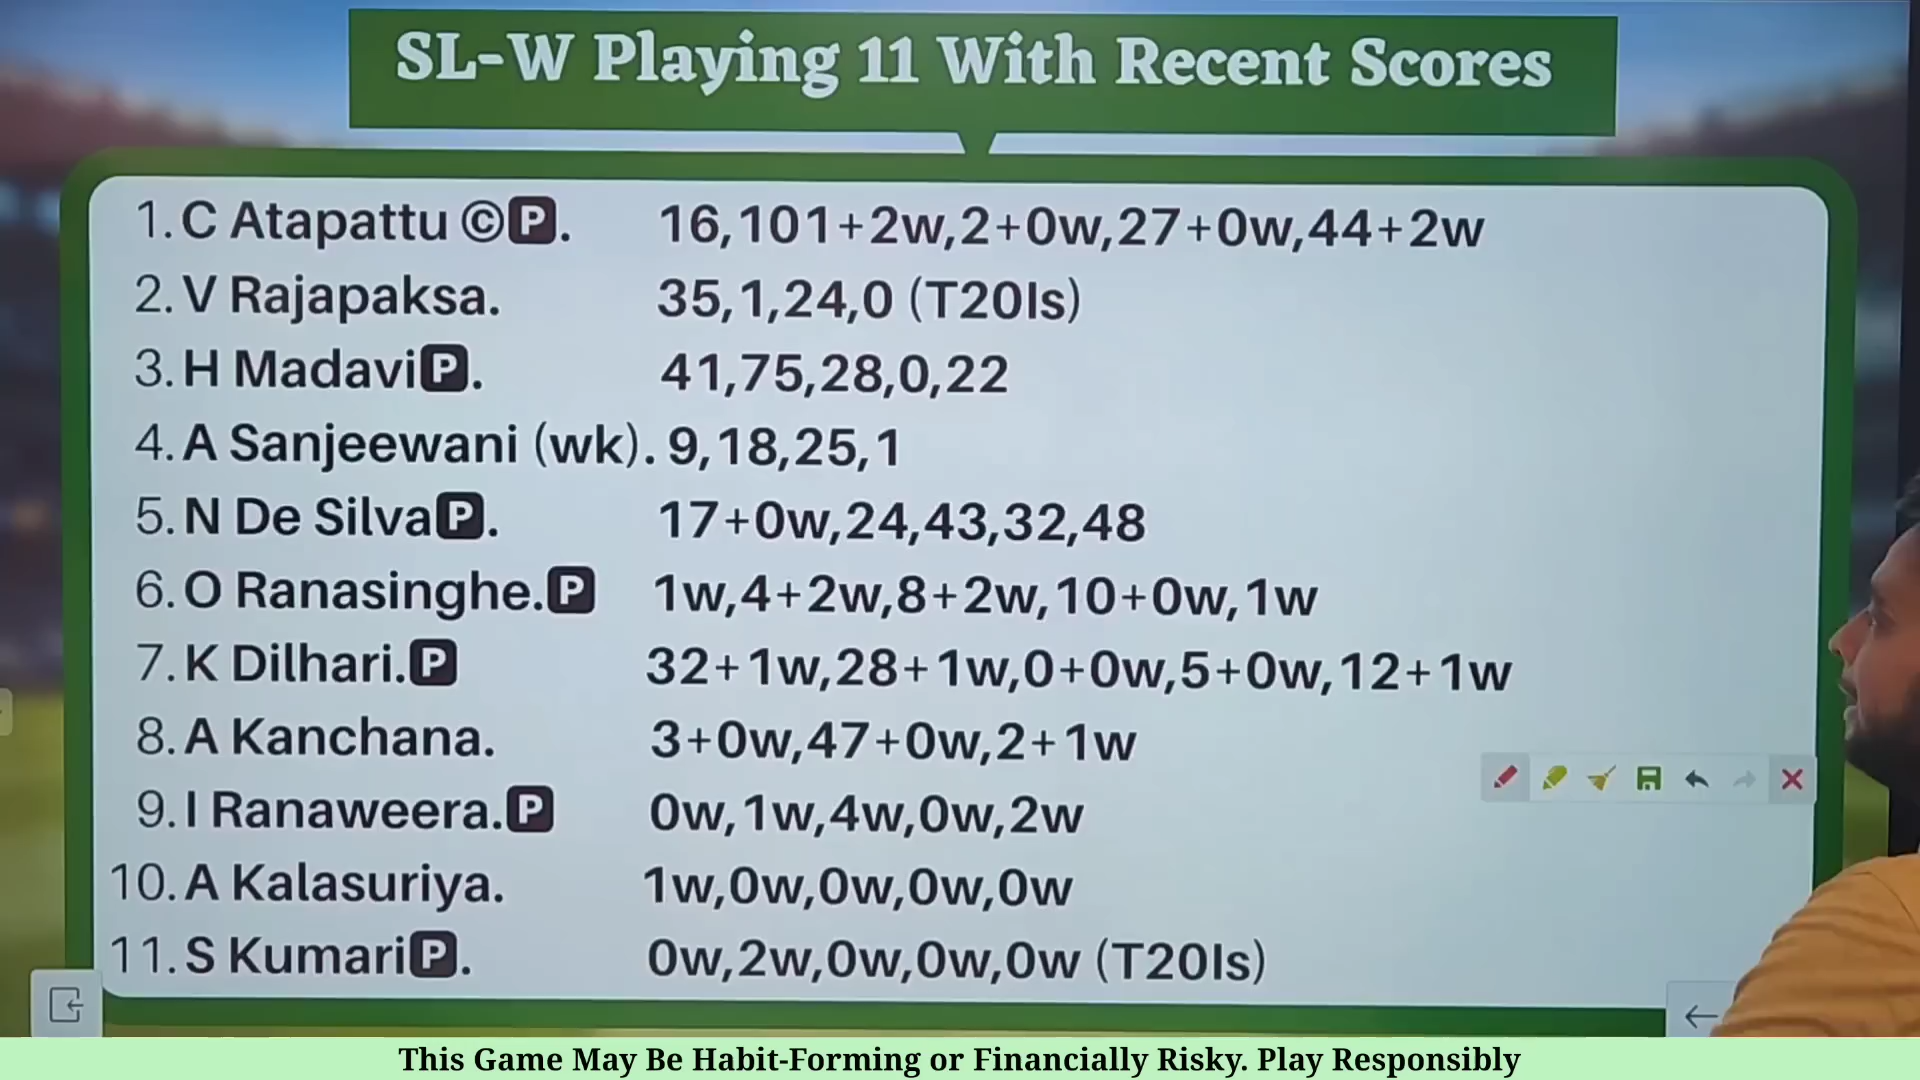 SL-W Playing 11 With Recent Scores
1. C Atapattu ©🅿. 16,101+2w,2+0w,27+0w,44+2w
2. V Rajapaksa. 35,1,24,0 (T20Is)
3. H Madavi🅿. 41,75,28,0,22
4. A Sanjeewani (wk). 9,18,25,1
5. N De Silva🅿. 17+0w,24,43,32,48
6. O Ranasinghe.🅿 1w,4+2w,8+2w,10+0w,1w
7. K Dilhari.🅿 32+1w,28+1w,0+0w,5+0w,12+1w
8. A Kanchana. 3+0w,47+0w,2+1w
9. I Ranaweera.🅿 0w,1w,4w,0w,2w
10. A Kalasuriya. 1w,0w,0w,0w,0w
11. S Kumari🅿. 0w,2w,0w,0w,0w (T20Is)
This Game May Be Habit-Forming or Financially Risky. Play Responsibly